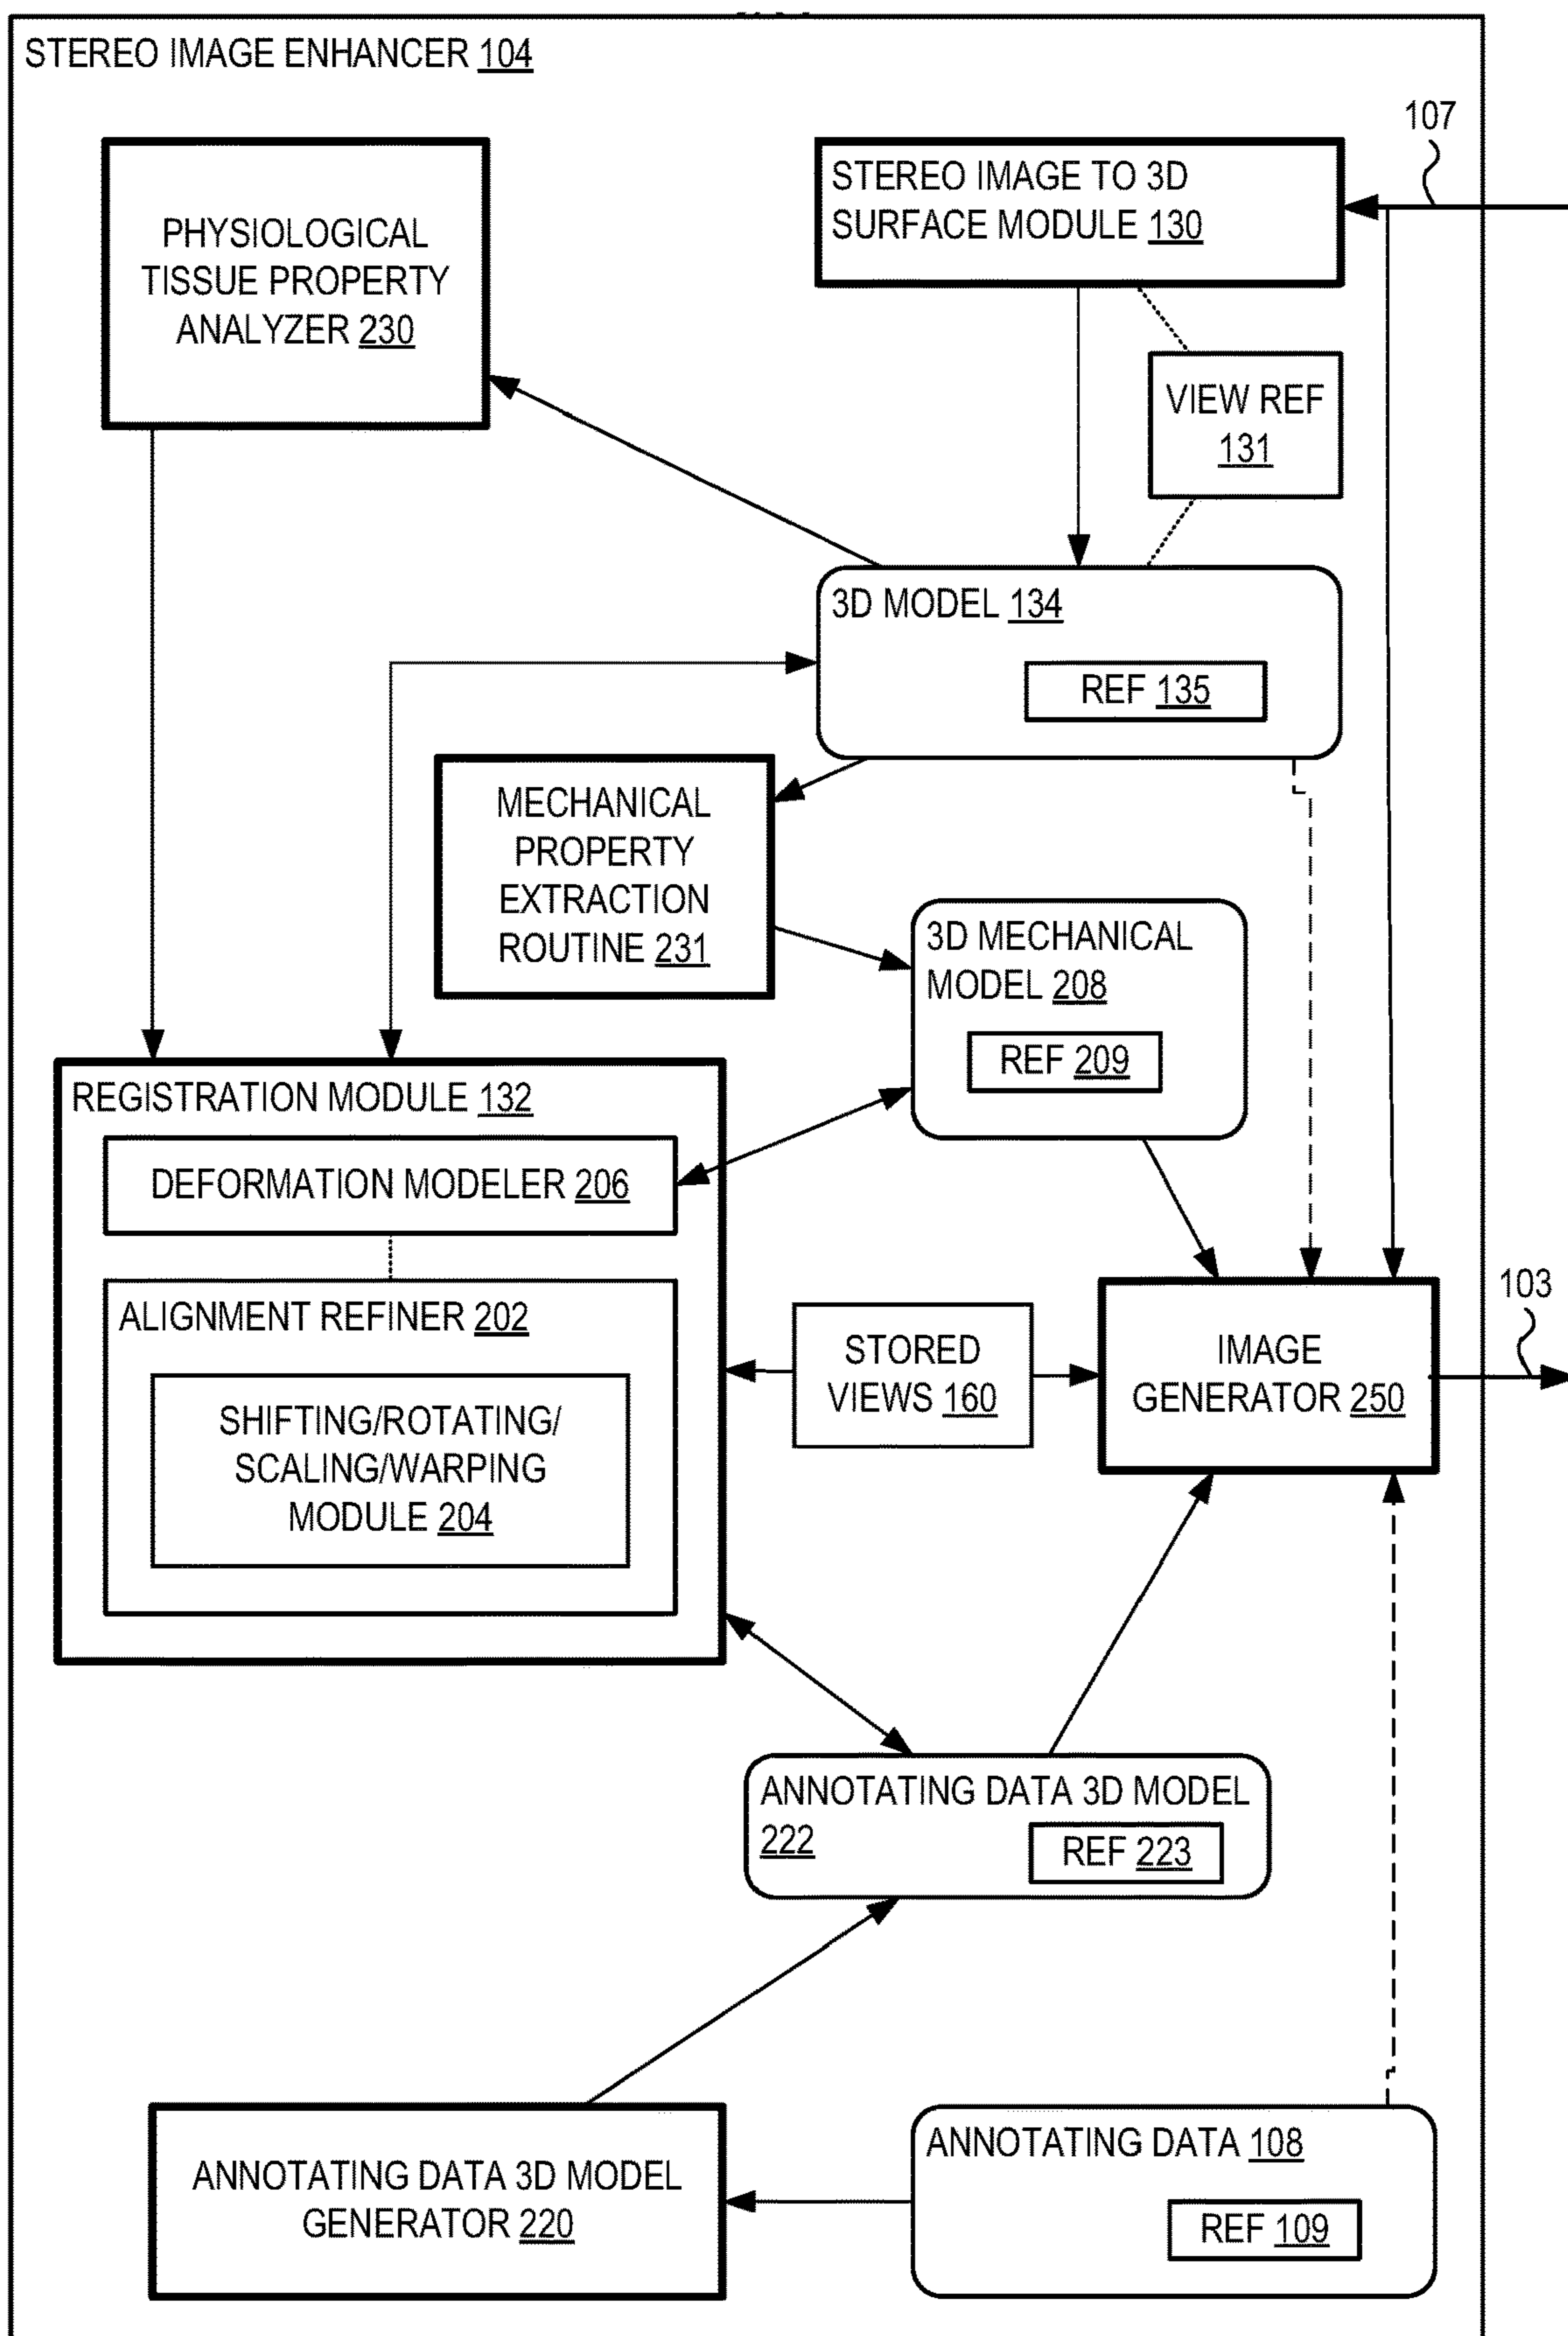 STEREO IMAGE ENHANCER 104
107
PHYSIOLOGICAL
TISSUE PROPERTY
ANALYZER 230
STEREO IMAGE TO 3D
SURFACE MODULE 130
VIEW REF
131
3D MODEL 134
REF 135
MECHANICAL
PROPERTY
EXTRACTION
ROUTINE 231
3D MECHANICAL
MODEL 208
REF 209
REGISTRATION MODULE 132
DEFORMATION MODELER 206
ALIGNMENT REFINER 202
SHIFTING/ROTATING/
SCALING/WARPING
MODULE 204
STORED
VIEWS 160
IMAGE
GENERATOR 250
103
ANNOTATING DATA 3D MODEL
222
REF 223
ANNOTATING DATA 3D MODEL
GENERATOR 220
ANNOTATING DATA 108
REF 109